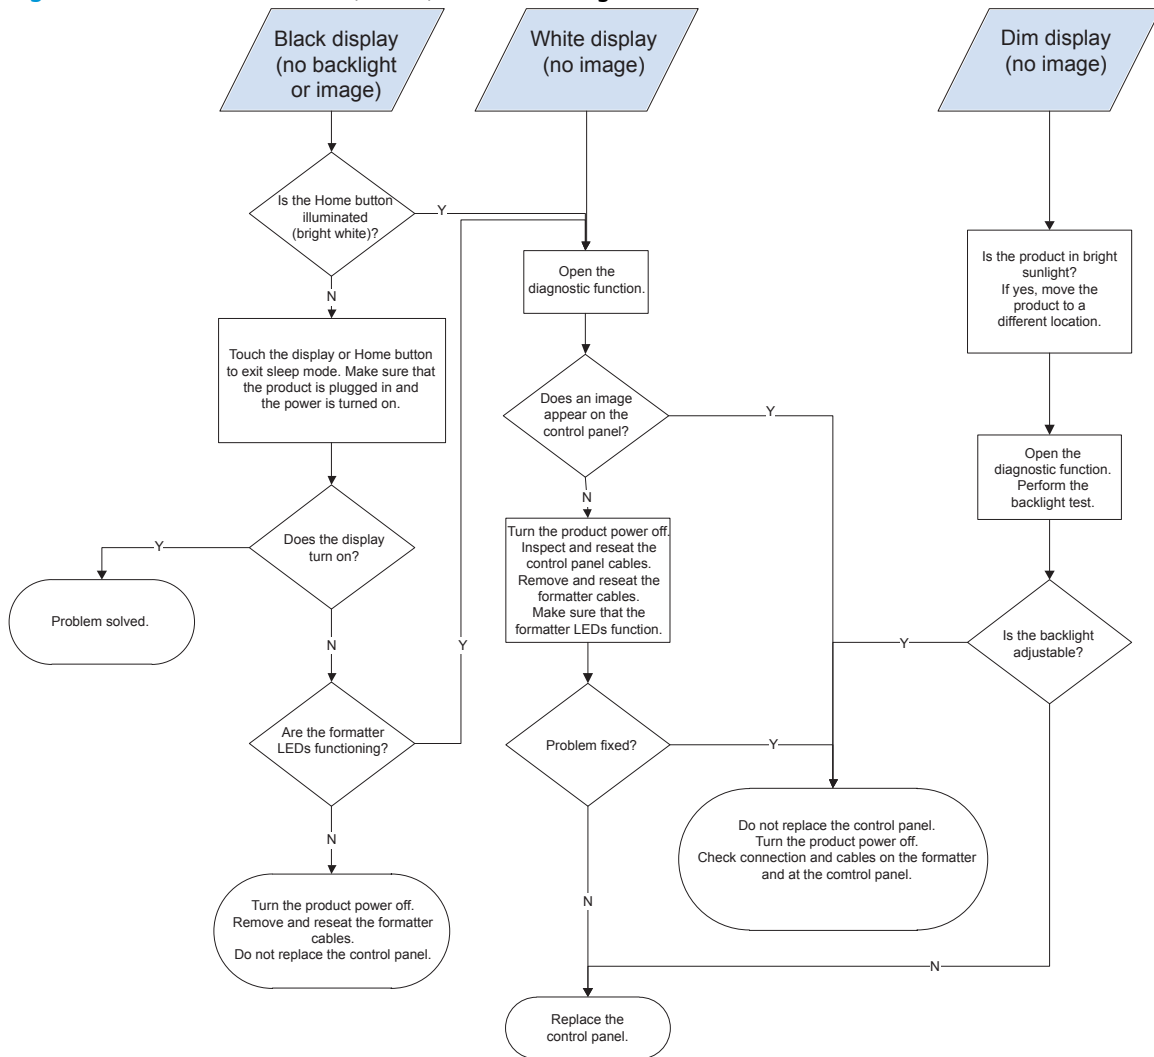 Black display
(no backlight
or image)
White display
(no image)
Dim display
(no image)
Is the Home button
illuminated
(bright white)?
Y
N
Touch the display or Home button
to exit sleep mode. Make sure that
the product is plugged in and
the power is turned on.
Does the display
turn on?
Y
Problem solved.
N
Are the formatter
LEDs functioning?
Y
N
Turn the product power off.
Remove and reseat the formatter
cables.
Do not replace the control panel.
Open the
diagnostic function.
Does an image
appear on the
control panel?
Y
N
Turn the product power off.
Inspect and reseat the
control panel cables.
Remove and reseat the
formatter cables.
Make sure that the
formatter LEDs function.
Problem fixed?
Y
N
Replace the
control panel.
Do not replace the control panel.
Turn the product power off.
Check connection and cables on the formatter
and at the comtrol panel.
Is the product in bright
sunlight?
If yes, move the
product to a
different location.
Open the
diagnostic function.
Perform the
backlight test.
Is the backlight
adjustable?
Y
N